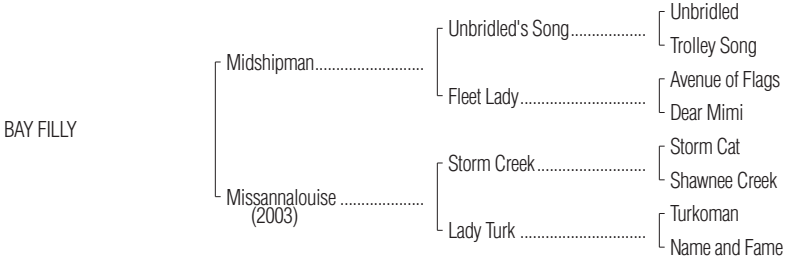 Unbridled
Unbridled's Song..................
Trolley Song
Midshipman..........................
Avenue of Flags
Fleet Lady..............................
Dear Mimi
BAY FILLY
Storm Cat
Storm Creek..........................
Shawnee Creek
Missannalouise ....................
(2003)
Turkoman
Lady Turk ..............................
Name and Fame